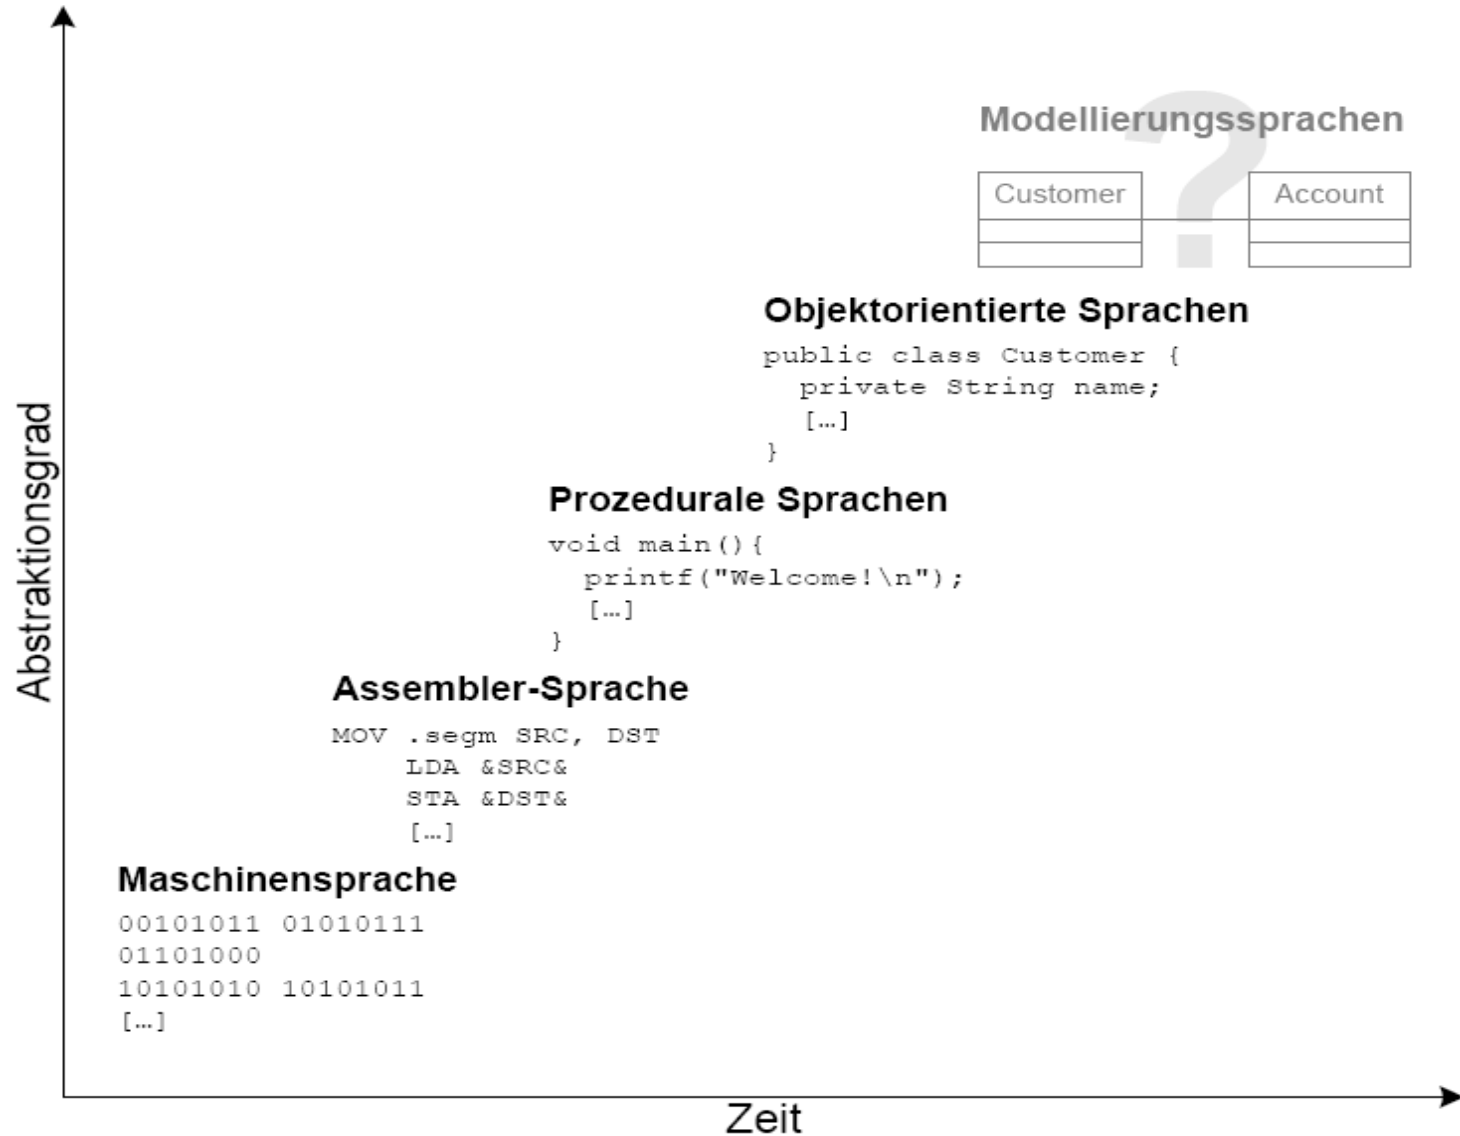 Modellierungssprachen
?
Customer
Account
Objektorientierte Sprachen
public class Customer {
private String name;
[…]
}
Prozedurale Sprachen
void main(){
printf("Welcome!\n");
[…]
}
Assembler-Sprache
MOV .segm SRC, DST
LDA &SRC&
STA &DST&
[…]
Maschinensprache
00101011 01010111
01101000
10101010 10101011
[…]
Abstraktionsgrad
Zeit